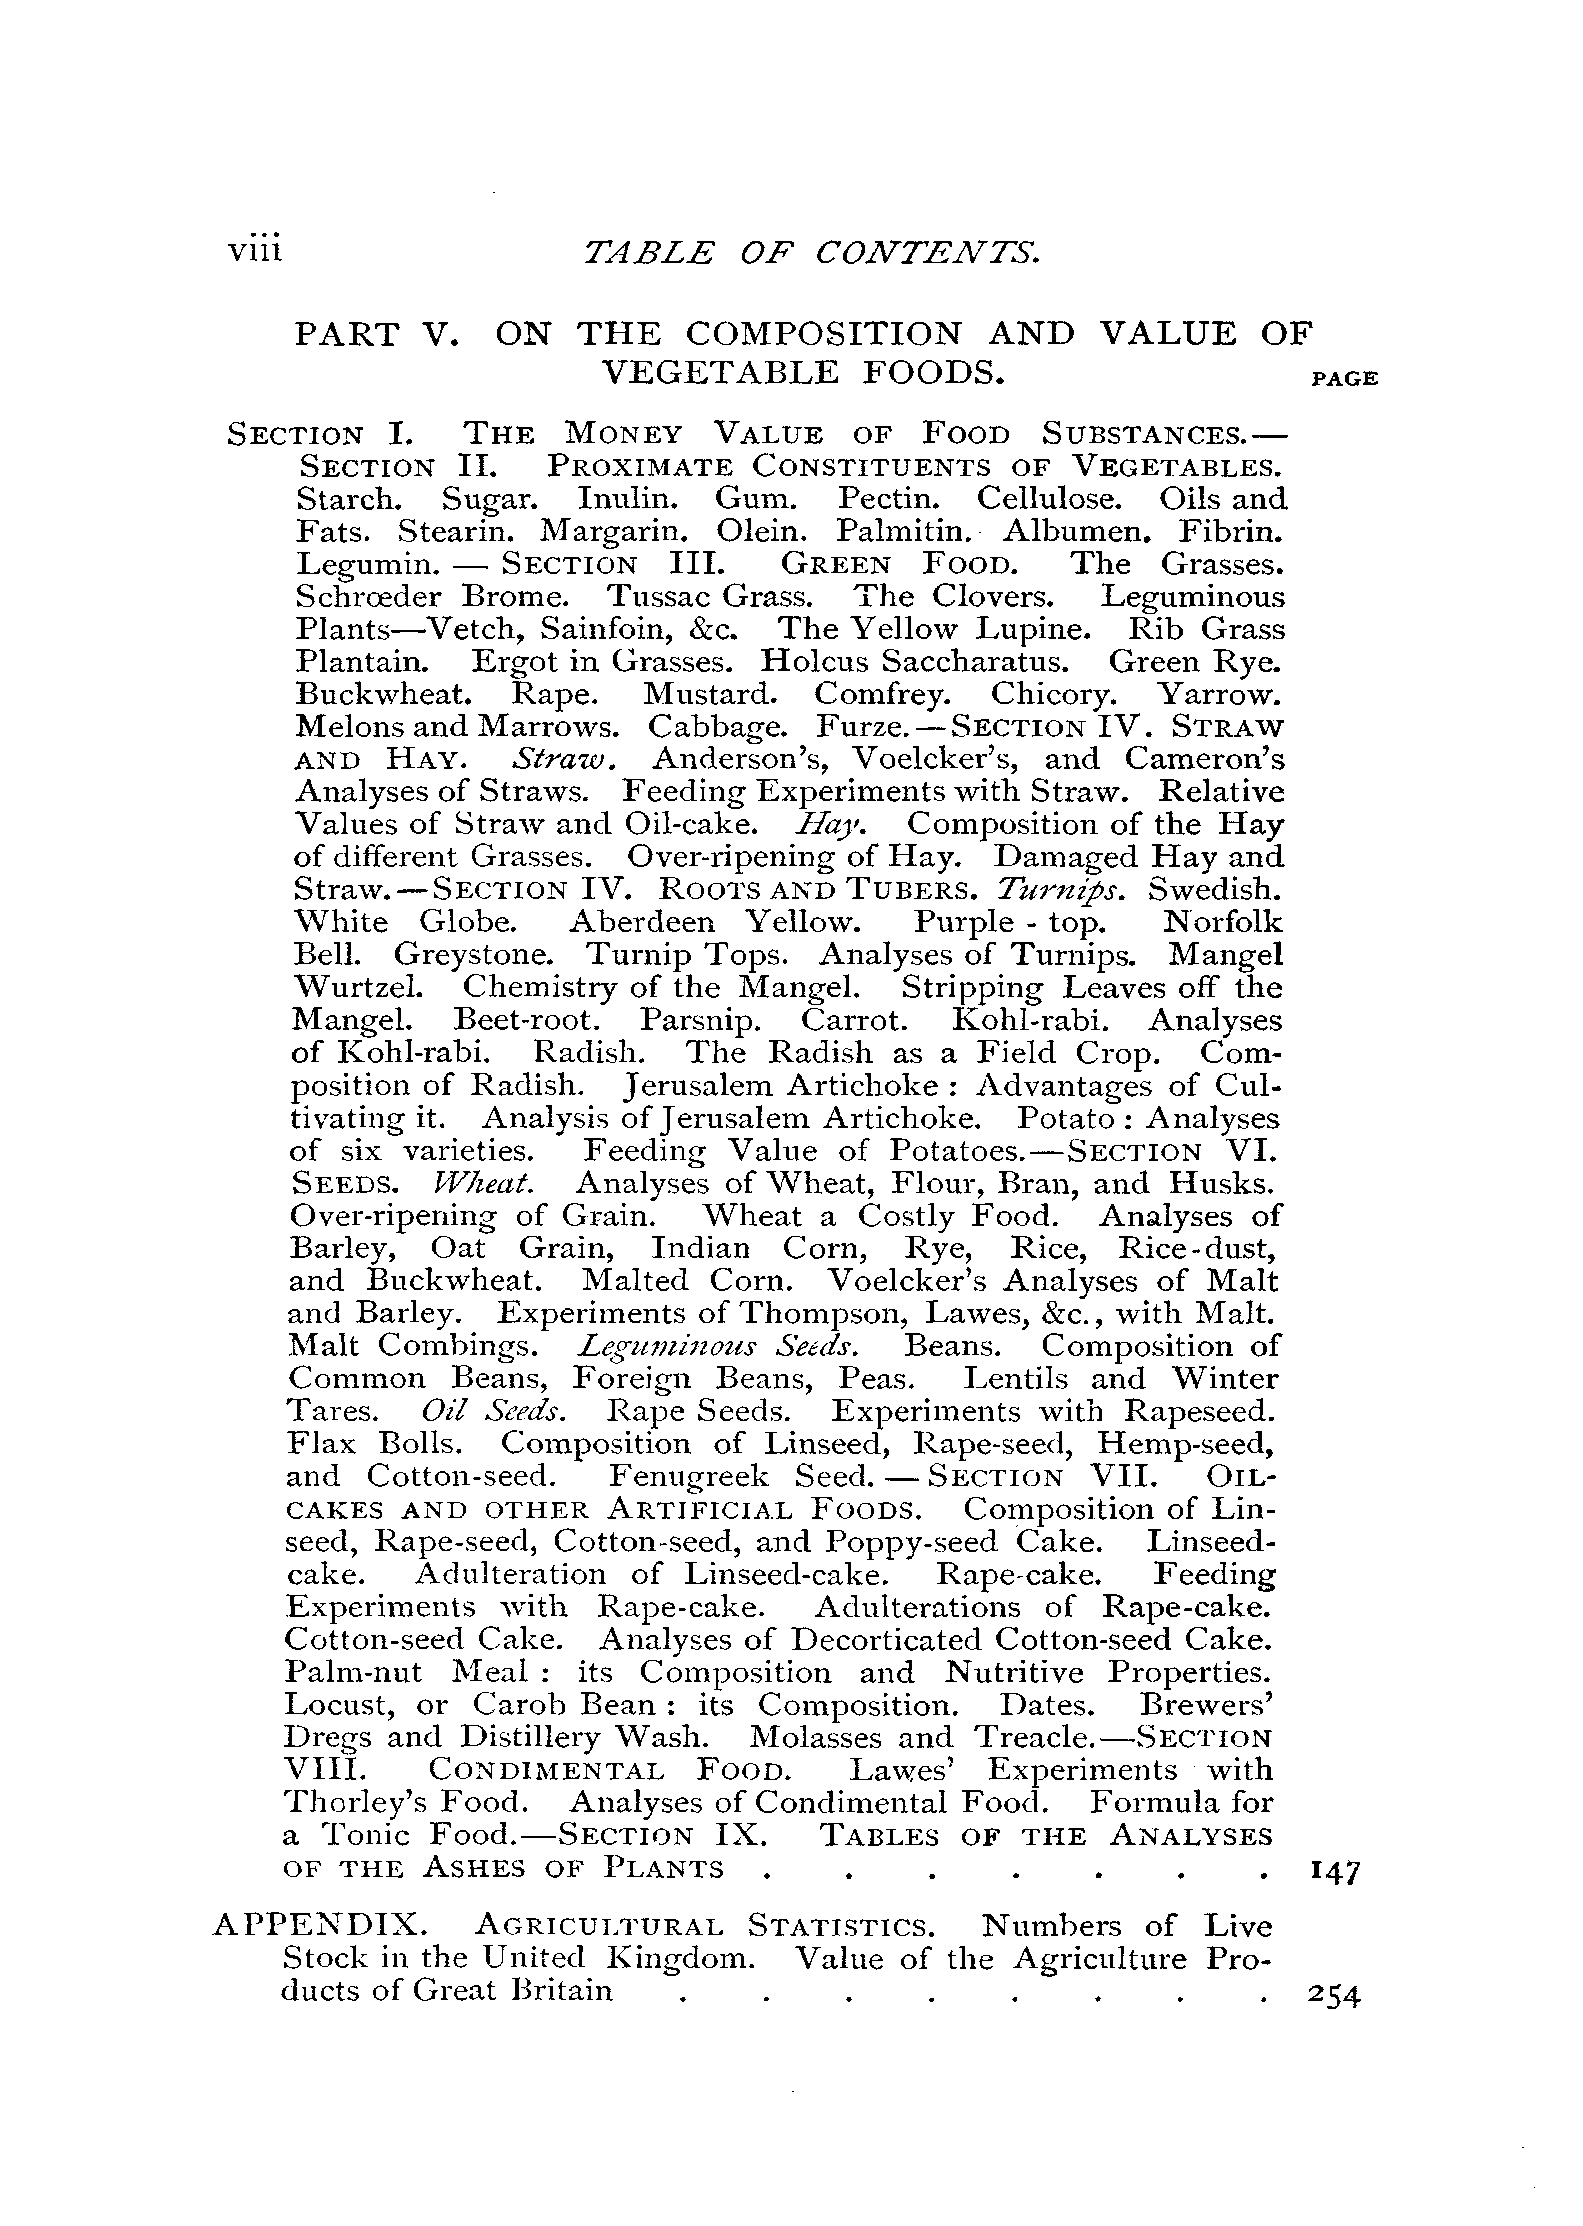 viii TABLE OF CONTENTS.
PART V. ON THE COMPOSITION AND VALUE OF
VEGETABLE FOODS.
PAGE
SECTION I. THE MONEY VALUE OF FOOD SUBSTANCES.—
SECTION II. PROXIMATE CONSTITUENTS OF VEGETABLES.
Starch. Sugar. Inulin. Gum. Pectin. Cellulose. Oils and
Fats. Stearin. Margarin. Olein. Palmitin. Albumen. Fibrin.
Legumin. — SECTION III. GREEN FOOD. The Grasses.
Schrœder Brome. Tussac Grass. The Clovers. Leguminous
Plants—Vetch, Sainfoin, &c. The Yellow Lupine. Rib Grass
Plantain. Ergot in Grasses. Holcus Saccharatus. Green Rye.
Buckwheat. Rape. Mustard. Comfrey. Chicory. Yarrow.
Melons and Marrows. Cabbage. Furze.—SECTION IV. STRAW
AND HAY. Straw. Anderson's, Voelcker's, and Cameron's
Analyses of Straws. Feeding Experiments with Straw. Relative
Values of Straw and Oil-cake. Hay. Composition of the Hay
of different Grasses. Over-ripening of Hay. Damaged Hay and
Straw.—SECTION IV. ROOTS AND TUBERS. Turnips. Swedish.
White Globe. Aberdeen Yellow. Purple-top. Norfolk
Bell. Greystone. Turnip Tops. Analyses of Turnips. Mangel
Wurtzel. Chemistry of the Mangel. Stripping Leaves off the
Mangel. Beet-root. Parsnip. Carrot. Kohl-rabi. Analyses
of Kohl-rabi. Radish. The Radish as a Field Crop. Com-
position of Radish. Jerusalem Artichoke : Advantages of Cul-
tivating it. Analysis of Jerusalem Artichoke. Potato : Analyses
of six varieties. Feeding Value of Potatoes.—SECTION VI.
SEEDS. Wheat. Analyses of Wheat, Flour, Bran, and Husks.
Over-ripening of Grain. Wheat a Costly Food. Analyses of
Barley, Oat Grain, Indian Corn, Rye, Rice, Rice-dust,
and Buckwheat. Malted Corn. Voelcker's Analyses of Malt
and Barley. Experiments of Thompson, Lawes, &c., with Malt.
Malt Combings. Leguminous Seeds. Beans. Composition of
Common Beans, Foreign Beans, Peas. Lentils and Winter
Tares. Oil Seeds. Rape Seeds. Experiments with Rapeseed.
Flax Bolls. Composition of Linseed, Rape-seed, Hemp-seed,
and Cotton-seed. Fenugreek Seed. — SECTION VII. OIL-
CAKES AND OTHER ARTIFICIAL FOODS. Composition of Lin-
seed, Rape-seed, Cotton-seed, and Poppy-seed Cake. Linseed-
cake. Adulteration of Linseed-cake. Rape-cake. Feeding
Experiments with Rape-cake. Adulterations of Rape-cake.
Cotton-seed Cake. Analyses of Decorticated Cotton-seed Cake.
Palm-nut Meal : its Composition and Nutritive Properties.
Locust, or Carob Bean : its Composition. Dates. Brewers'
Dregs and Distillery Wash. Molasses and Treacle.—SECTION
VIII. CONDIMENTAL FOOD. Lawes' Experiments with
Thorley's Food. Analyses of Condimental Food. Formula for
a Tonic Food.—SECTION IX. TABLES OF THE ANALYSES
OF THE ASHES OF PLANTS . . . . . . . 147
APPENDIX. AGRICULTURAL STATISTICS. Numbers of Live
Stock in the United Kingdom. Value of the Agriculture Pro-
ducts of Great Britain . . . . . . . . 254